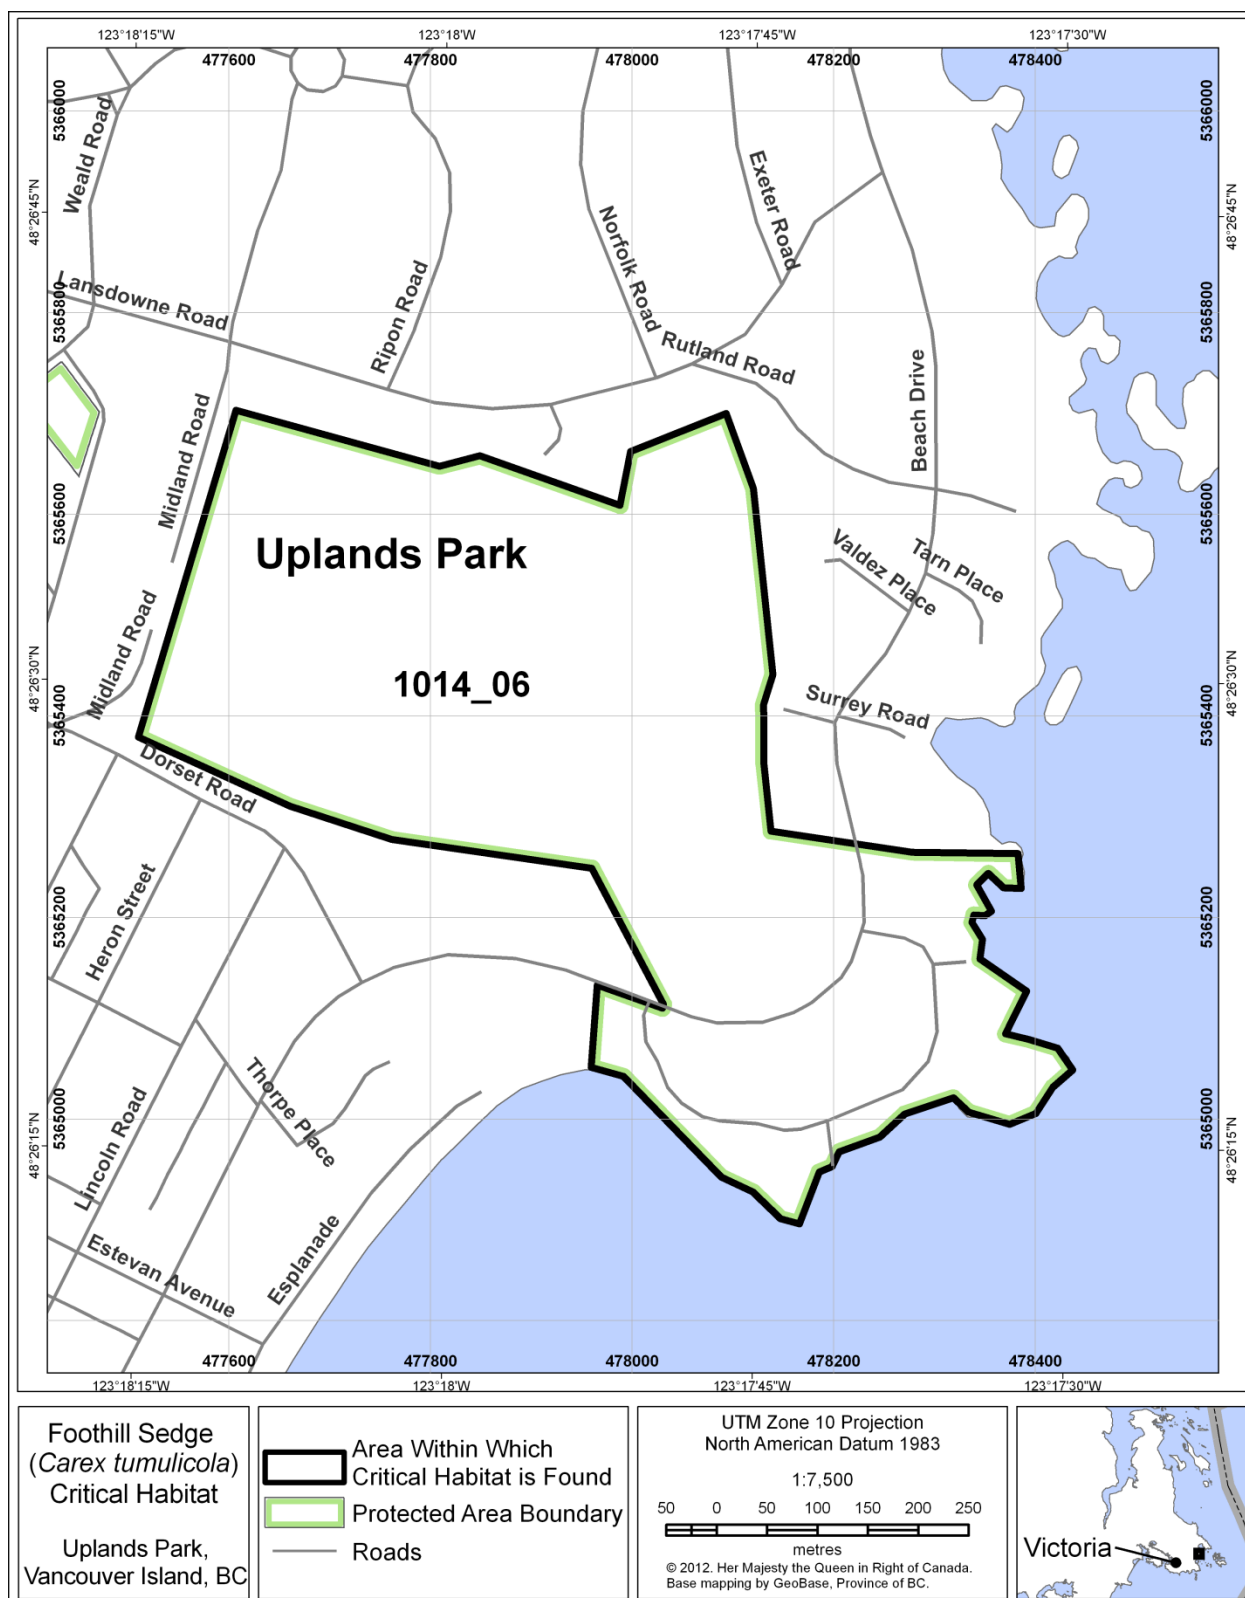 123°18'15"W
123°18'W
123°17'45"W
123°17'30"W
477600
477800
478000
478200
478400
5366000
5366000
Weald Road
48°26'45"N
48°26'45"N
Exeter Road
Norfolk Road
Ripon Road
Lansdowne Road
5365800
5365800
Rutland Road
Beach Drive
Midland Road
5365600
5365600
Uplands Park
Valdez Place
Tarn Place
Midland Road
48°26'30"N
48°26'30"N
1014_06
Surrey Road
5365400
5365400
Dorset Road
Heron Street
5365200
5365200
Thorpe Place
Lincoln Road
5365000
5365000
48°26'15"N
48°26'15"N
Esplanade
Estevan Avenue
477600
477800
478000
478200
478400
123°18'15"W
123°18'W
123°17'45"W
123°17'30"W
Foothill Sedge
(Carex tumulicola)
Critical Habitat
Uplands Park,
Vancouver Island, BC
Area Within Which
Critical Habitat is Found
Protected Area Boundary
Roads
UTM Zone 10 Projection
North American Datum 1983
1:7,500
50 0 50 100 150 200 250
metres
© 2012. Her Majesty the Queen in Right of Canada.
Base mapping by GeoBase, Province of BC.
Victoria